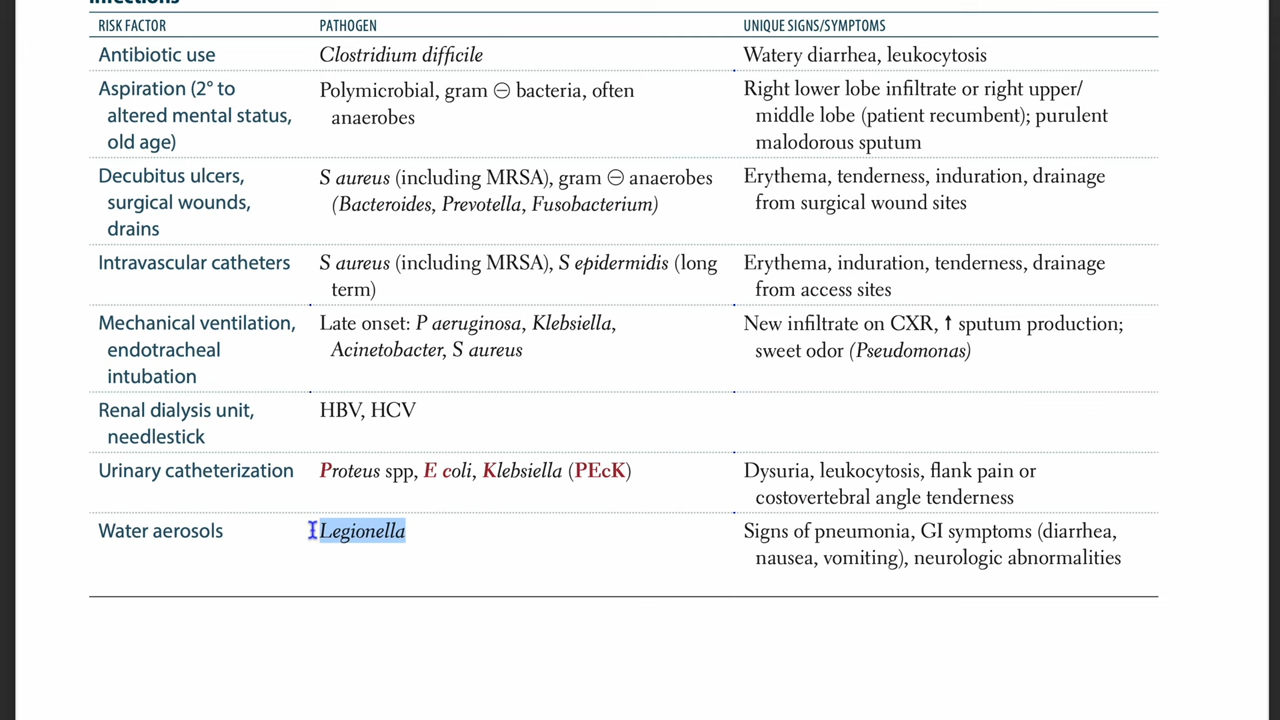 infections
RISK FACTOR PATHOGEN UNIQUE SIGNS/SYMPTOMS
Antibiotic use Clostridium difficile Watery diarrhea, leukocytosis
Aspiration (2° to Polymicrobial, gram ⊖ bacteria, often Right lower lobe infiltrate or right upper/
altered mental status, anaerobes middle lobe (patient recumbent); purulent
old age) malodorous sputum
Decubitus ulcers, S aureus (including MRSA), gram ⊖ anaerobes Erythema, tenderness, induration, drainage
surgical wounds, (Bacteroides, Prevotella, Fusobacterium) from surgical wound sites
drains
Intravascular catheters S aureus (including MRSA), S epidermidis (long Erythema, induration, tenderness, drainage
term) from access sites
Mechanical ventilation, Late onset: P aeruginosa, Klebsiella, New infiltrate on CXR, ↑ sputum production;
endotracheal Acinetobacter, S aureus sweet odor (Pseudomonas)
intubation
Renal dialysis unit, HBV, HCV
needlestick
Urinary catheterization Proteus spp, E coli, Klebsiella (PEcK) Dysuria, leukocytosis, flank pain or
costovertebral angle tenderness
Water aerosols Legionella Signs of pneumonia, GI symptoms (diarrhea,
nausea, vomiting), neurologic abnormalities